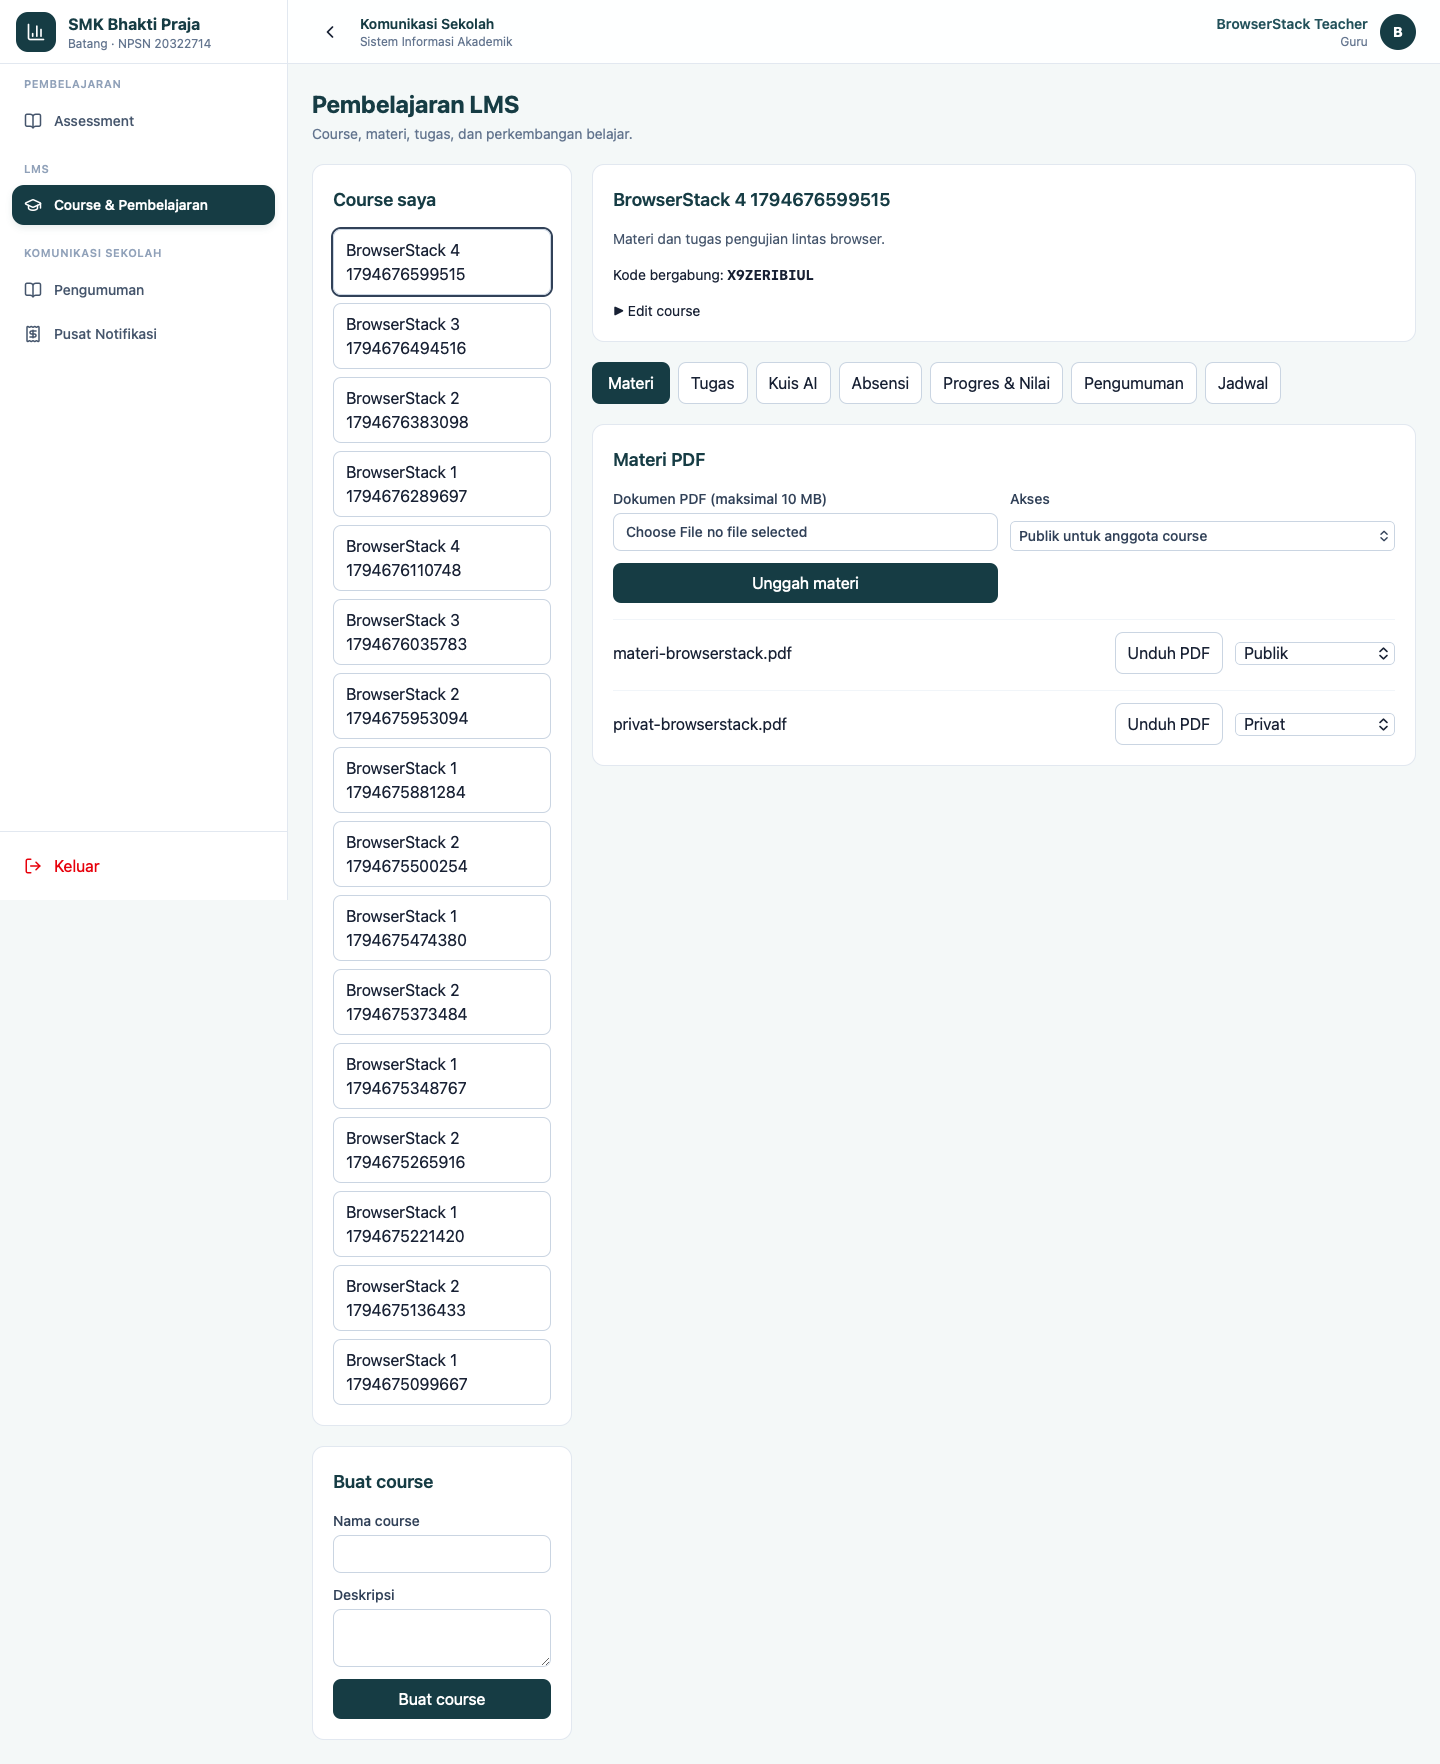 SMK Bhakti Praja
Batang · NPSN 20322714
PEMBELAJARAN
Assessment
LMS
Course & Pembelajaran
KOMUNIKASI SEKOLAH
Pengumuman
Pusat Notifikasi
Keluar
Komunikasi Sekolah
Sistem Informasi Akademik
BrowserStack Teacher
Guru
B
Pembelajaran LMS
Course, materi, tugas, dan perkembangan belajar.
Course saya
BrowserStack 4
1794676599515
BrowserStack 3
1794676494516
BrowserStack 2
1794676383098
BrowserStack 1
1794676289697
BrowserStack 4
1794676110748
BrowserStack 3
1794676035783
BrowserStack 2
1794675953094
BrowserStack 1
1794675881284
BrowserStack 2
1794675500254
BrowserStack 1
1794675474380
BrowserStack 2
1794675373484
BrowserStack 1
1794675348767
BrowserStack 2
1794675265916
BrowserStack 1
1794675221420
BrowserStack 2
1794675136433
BrowserStack 1
1794675099667
Buat course
Nama course
Deskripsi
Buat course
BrowserStack 4 1794676599515
Materi dan tugas pengujian lintas browser.
Kode bergabung: X9ZERIBIUL
Edit course
Materi Tugas Kuis AI Absensi Progres & Nilai Pengumuman Jadwal
Materi PDF
Dokumen PDF (maksimal 10 MB) Akses
Choose File no file selected Publik untuk anggota course
Unggah materi
materi-browserstack.pdf Unduh PDF Publik
privat-browserstack.pdf Unduh PDF Privat